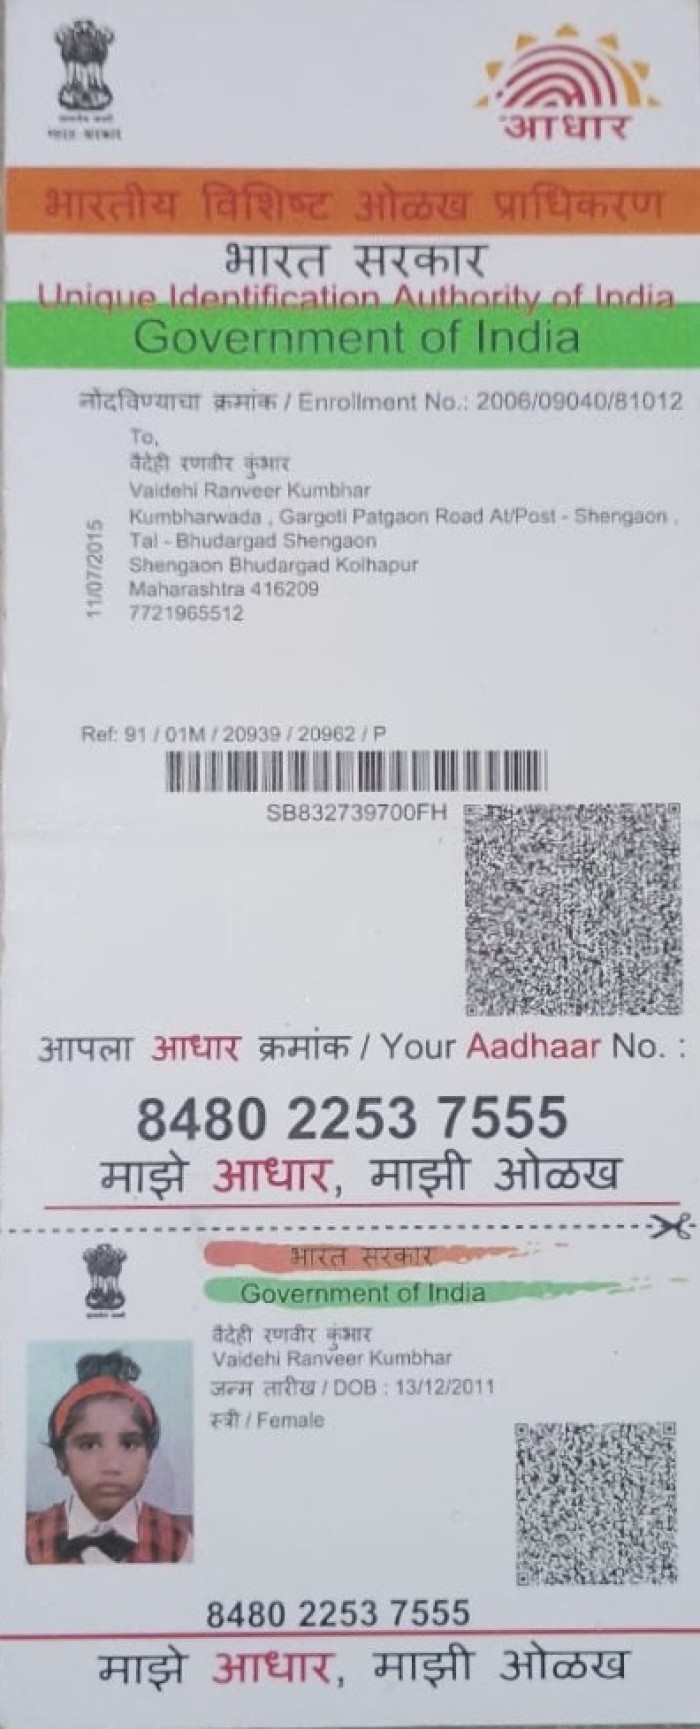 भारत सरकार
आधार
भारतीय विशिष्ट ओळख प्राधिकरण
भारत सरकार
Unique Identification Authority of India
Government of India
नोंदविण्याचा क्रमांक / Enrollment No.: 2006/09040/81012
To,
वैदेही रणवीर कुंभार
Vaidehi Ranveer Kumbhar
Kumbharwada , Gargoti Patgaon Road At/Post - Shengaon ,
Tal - Bhudargad Shengaon
Shengaon Bhudargad Kolhapur
Maharashtra 416209
7721965512
11/07/2015
Ref: 91 / 01M / 20939 / 20962 / P
SB832739700FH
आपला आधार क्रमांक / Your Aadhaar No. :
8480 2253 7555
माझे आधार, माझी ओळख
भारत सरकार
Government of India
वैदेही रणवीर कुंभार
Vaidehi Ranveer Kumbhar
जन्म तारीख / DOB : 13/12/2011
स्त्री / Female
8480 2253 7555
माझे आधार, माझी ओळख